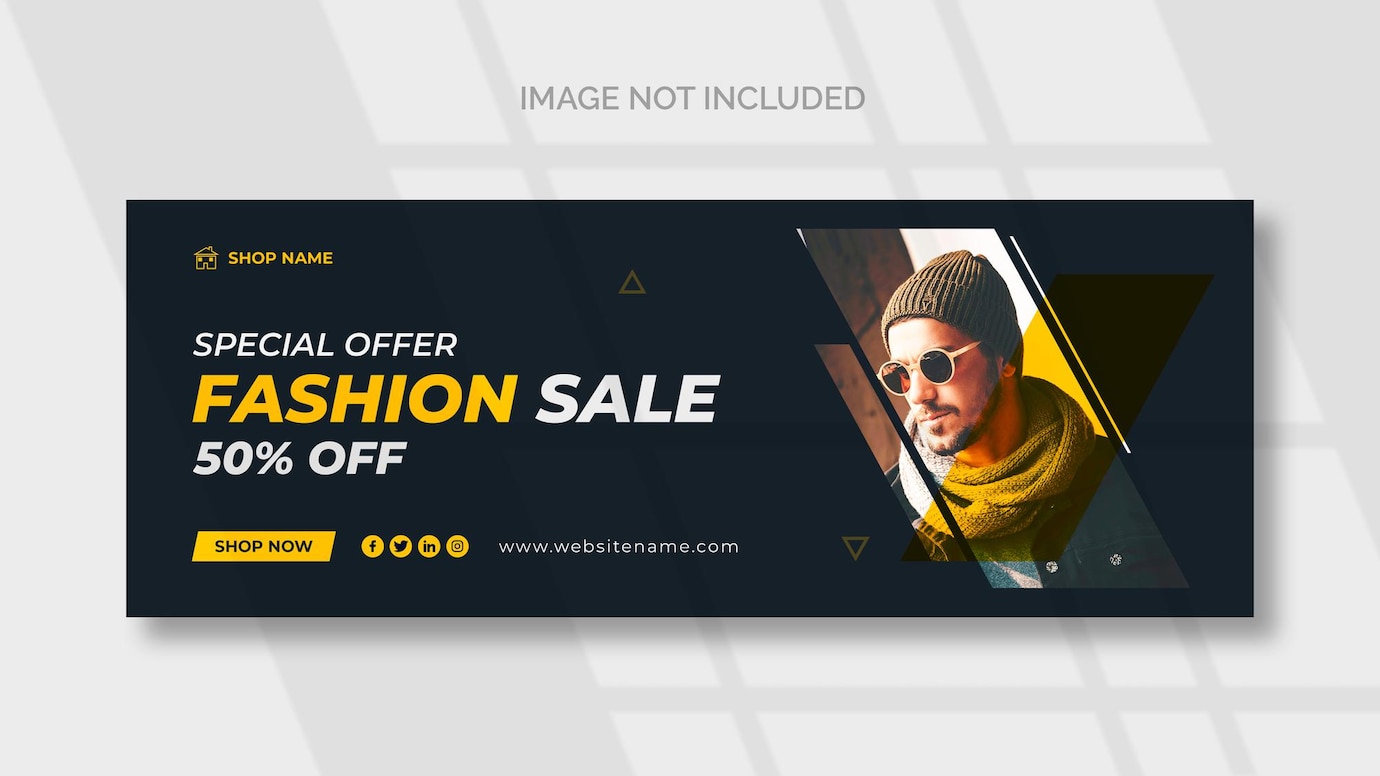 IMAGE NOT INCLUDED
SHOP NAME
SPECIAL OFFER
FASHION SALE
50% OFF
SHOP NOW
www.websitename.com